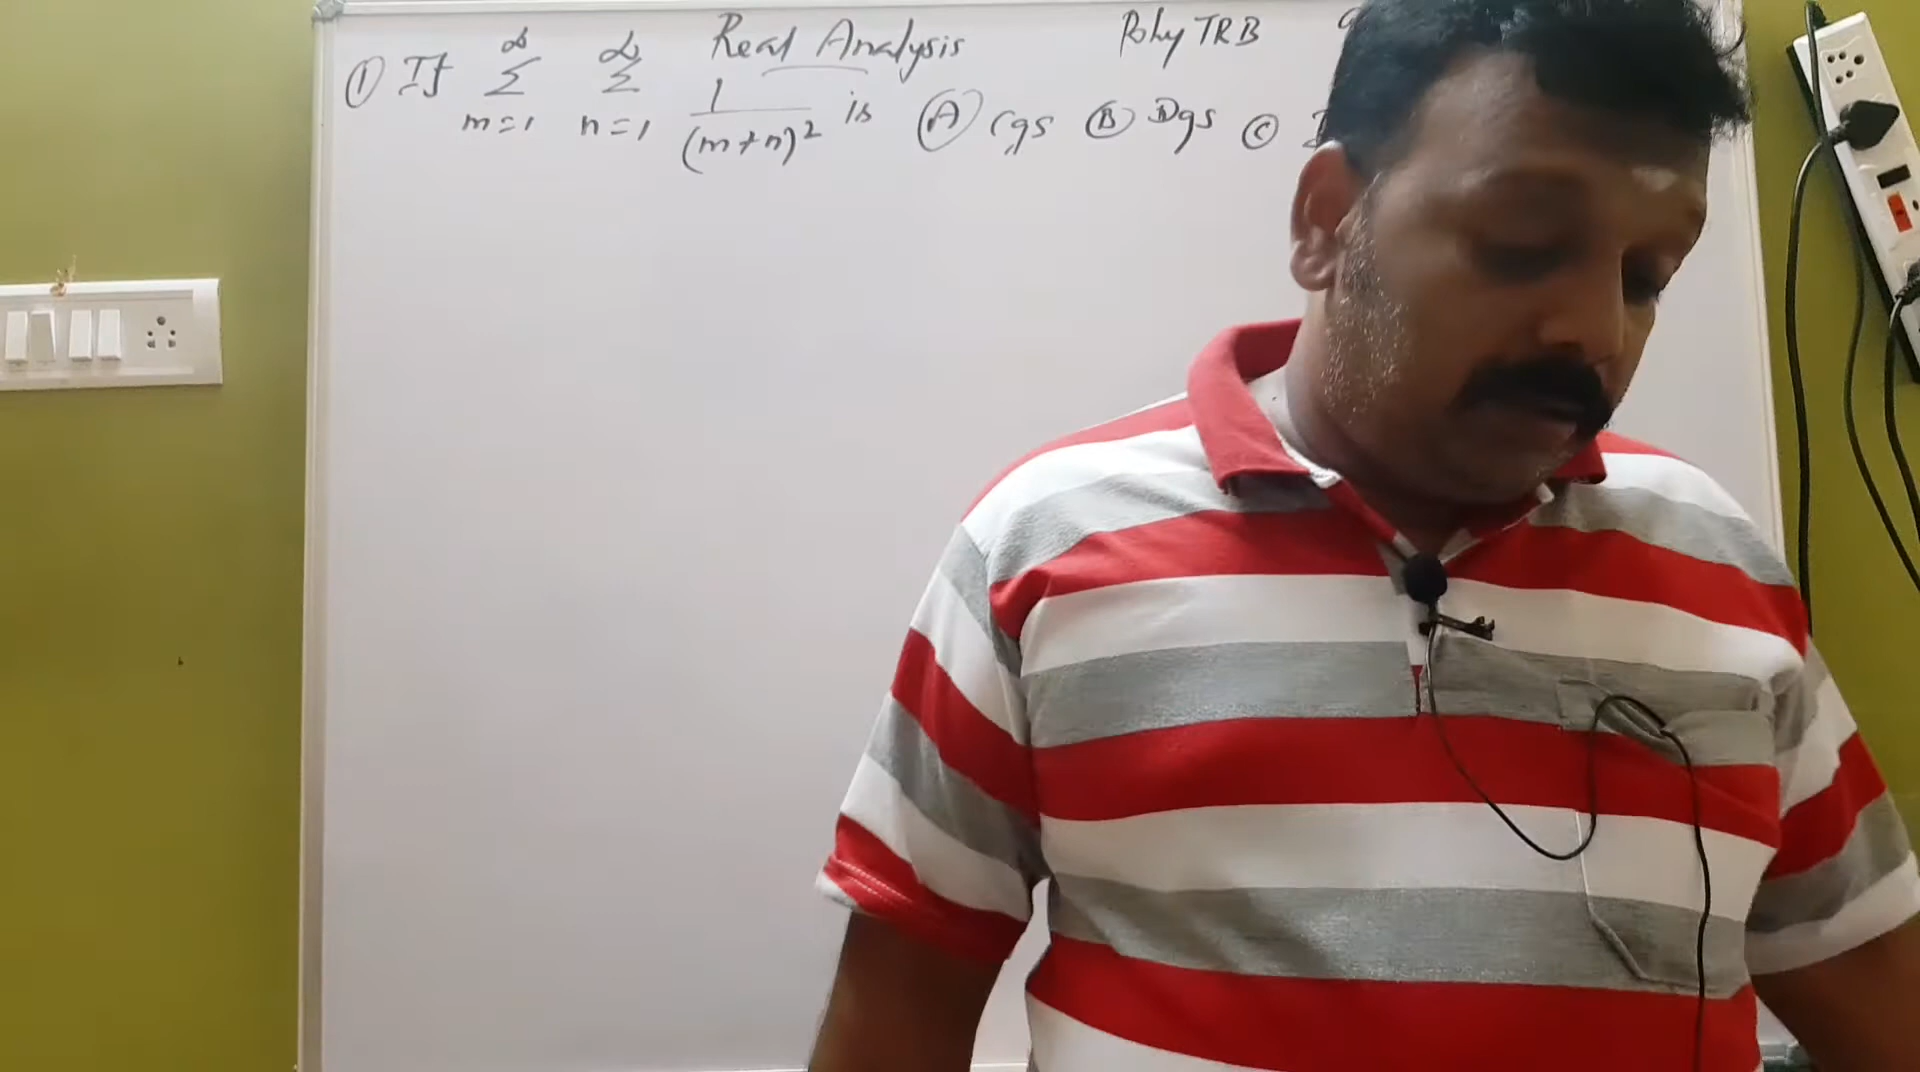 Real Analysis Poly TRB
① If ∞∑m=1 ∞∑n=1 1/(m+n)² is Ⓐ cgs Ⓑ Dgs Ⓒ